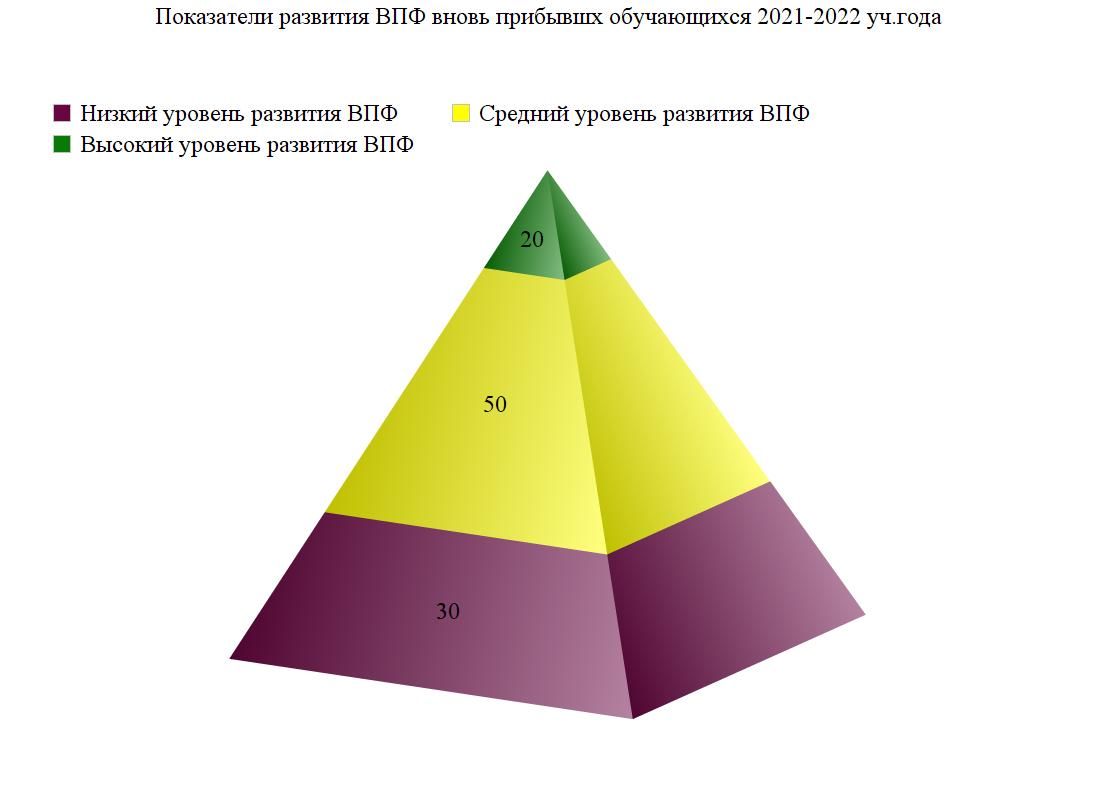 Показатели развития ВПФ вновь прибывшх обучающихся 2021-2022 уч.года
Низкий уровень развития ВПФ
Средний уровень развития ВПФ
Высокий уровень развития ВПФ
20
50
30